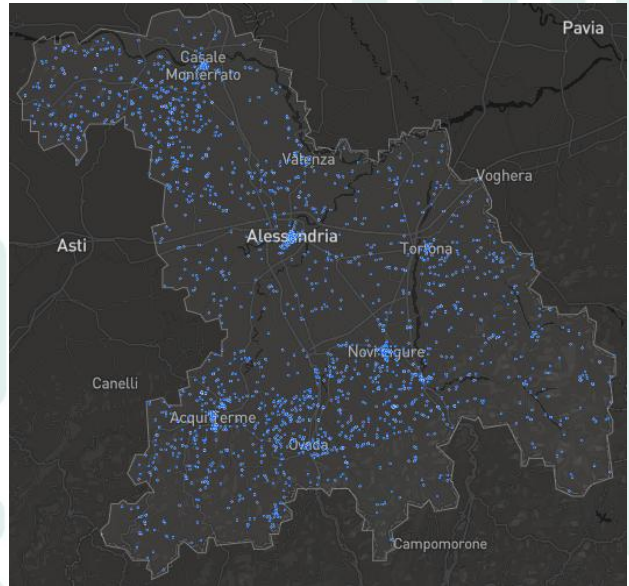 Pavia
Casale
Monferrato
Valenza
Voghera
Alessandria
Asti
Tortona
Novi Ligure
Canelli
Acqui Terme
Ovada
Campomorone